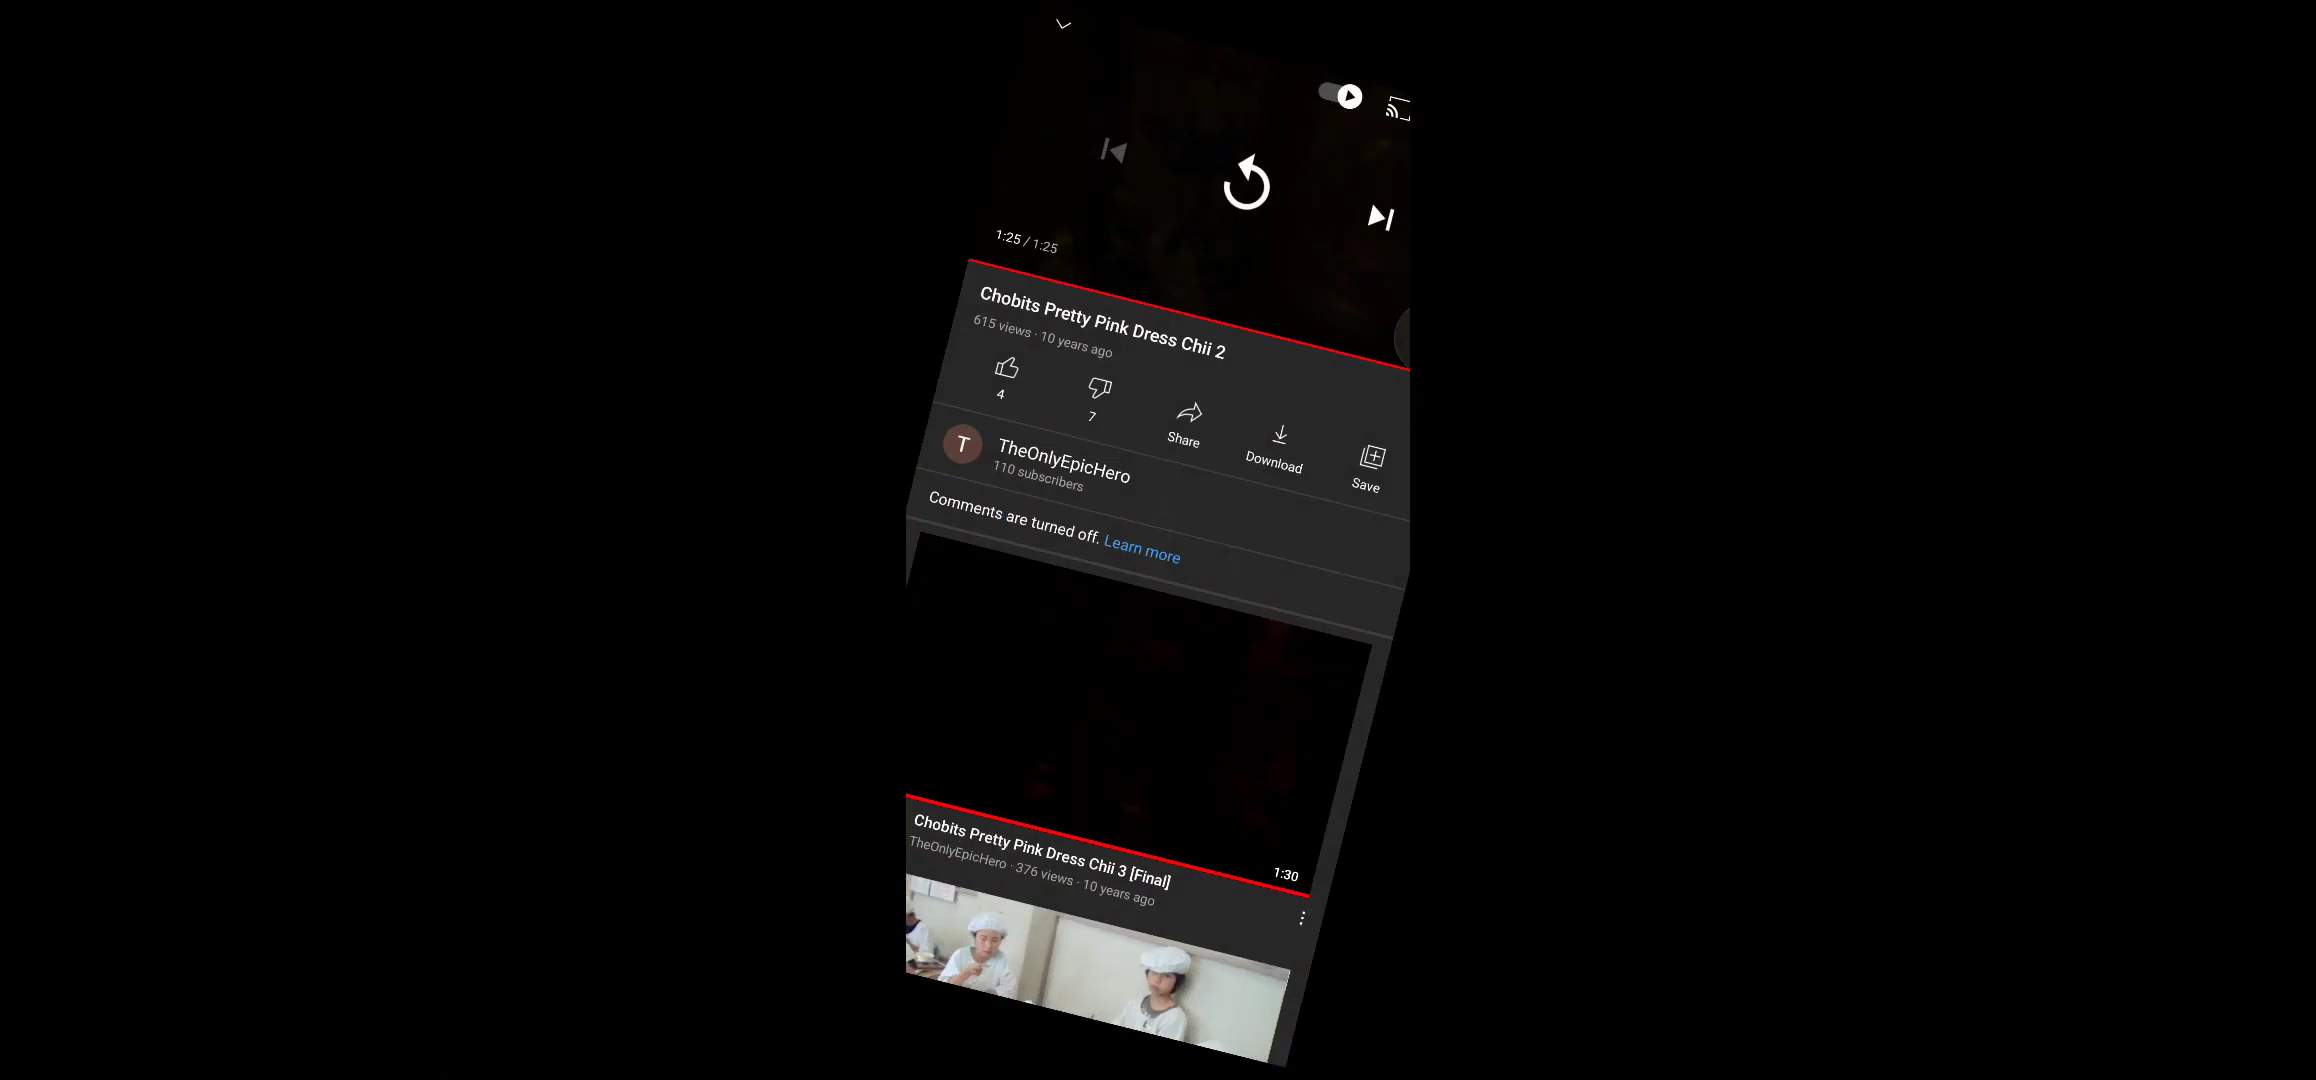 1:25 / 1:25
Chobits Pretty Pink Dress Chii 2
615 views · 10 years ago
4
7
Share
Download
Save
T
TheOnlyEpicHero
110 subscribers
Comments are turned off. Learn more
1:30
Chobits Pretty Pink Dress Chii 3 [Final]
TheOnlyEpicHero · 376 views · 10 years ago